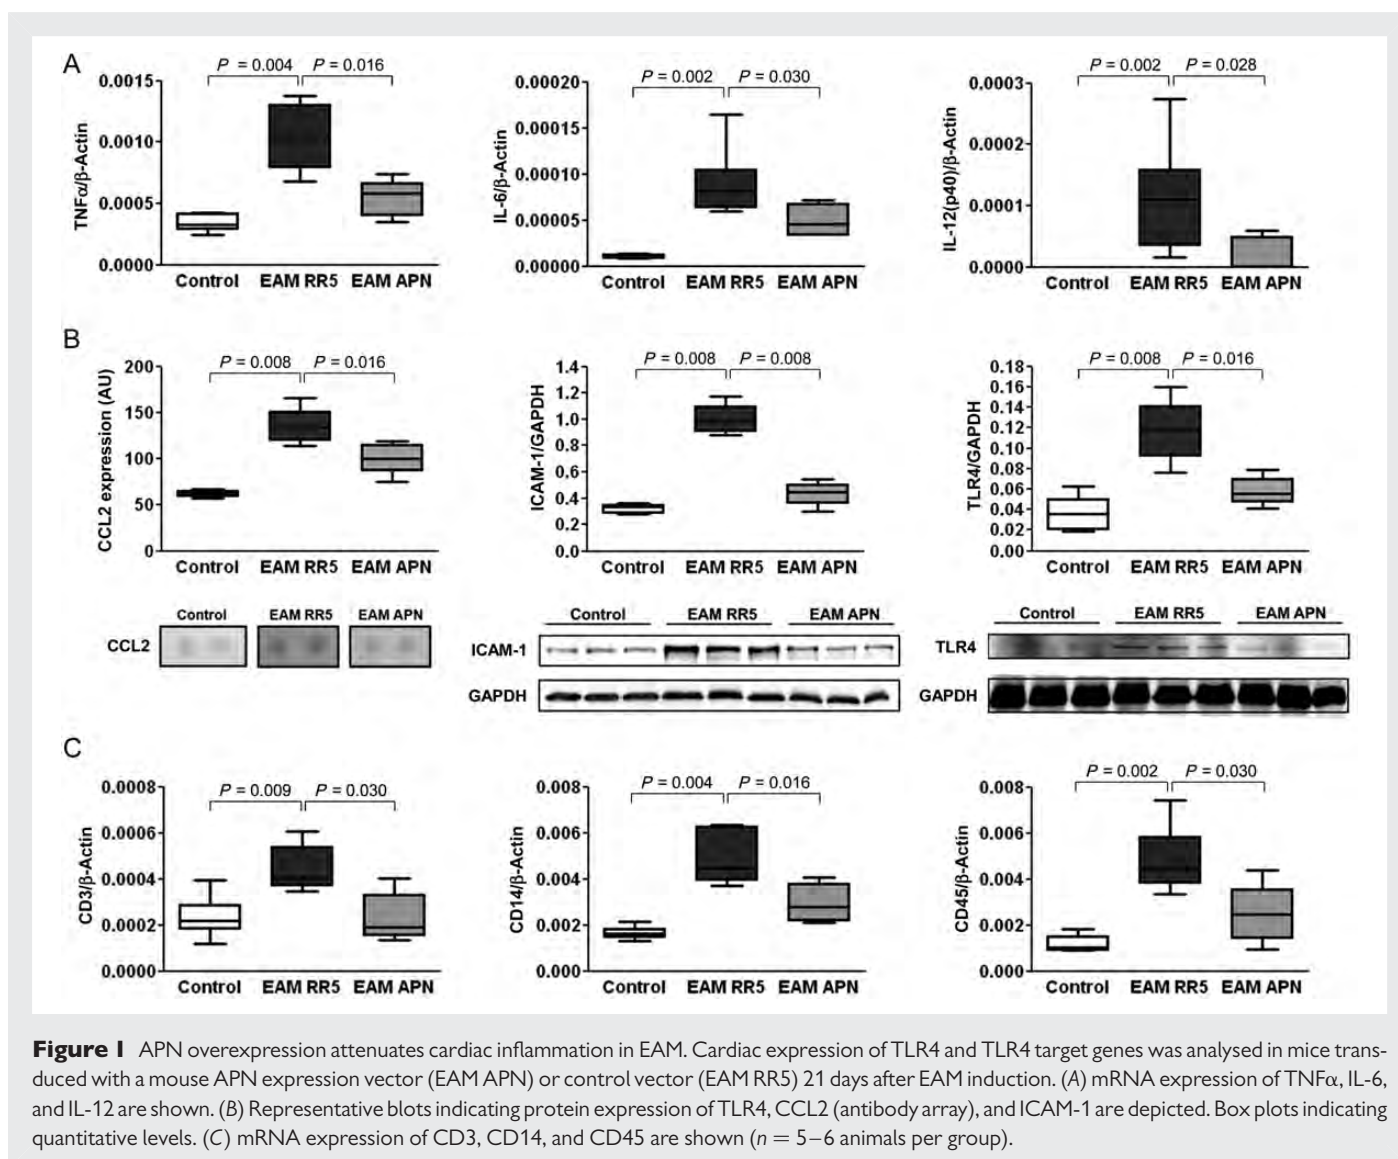 A
P = 0.004 P = 0.016
0.0015
0.0010
0.0005
0.0000
TNFα/β-Actin
Control EAM RR5 EAM APN
P = 0.002 P = 0.030
0.00020
0.00015
0.00010
0.00005
0.00000
IL-6/β-Actin
Control EAM RR5 EAM APN
P = 0.002 P = 0.028
0.0003
0.0002
0.0001
0.0000
IL-12(p40)/β-Actin
Control EAM RR5 EAM APN
B
P = 0.008 P = 0.016
200
150
100
50
0
CCL2 expression (AU)
Control EAM RR5 EAM APN
P = 0.008 P = 0.008
1.4
1.2
1.0
0.8
0.6
0.4
0.2
0.0
ICAM-1/GAPDH
Control EAM RR5 EAM APN
P = 0.008 P = 0.016
0.18
0.16
0.14
0.12
0.10
0.08
0.06
0.04
0.02
0.00
TLR4/GAPDH
Control EAM RR5 EAM APN
Control EAM RR5 EAM APN
CCL2
Control EAM RR5 EAM APN
ICAM-1
GAPDH
Control EAM RR5 EAM APN
TLR4
GAPDH
C
P = 0.009 P = 0.030
0.0008
0.0006
0.0004
0.0002
0.0000
CD3/β-Actin
Control EAM RR5 EAM APN
P = 0.004 P = 0.016
0.008
0.006
0.004
0.002
0.000
CD14/β-Actin
Control EAM RR5 EAM APN
P = 0.002 P = 0.030
0.008
0.006
0.004
0.002
0.000
CD45/β-Actin
Control EAM RR5 EAM APN
Figure 1 APN overexpression attenuates cardiac inflammation in EAM. Cardiac expression of TLR4 and TLR4 target genes was analysed in mice trans-
duced with a mouse APN expression vector (EAM APN) or control vector (EAM RR5) 21 days after EAM induction. (A) mRNA expression of TNFα, IL-6,
and IL-12 are shown. (B) Representative blots indicating protein expression of TLR4, CCL2 (antibody array), and ICAM-1 are depicted. Box plots indicating
quantitative levels. (C) mRNA expression of CD3, CD14, and CD45 are shown (n = 5–6 animals per group).